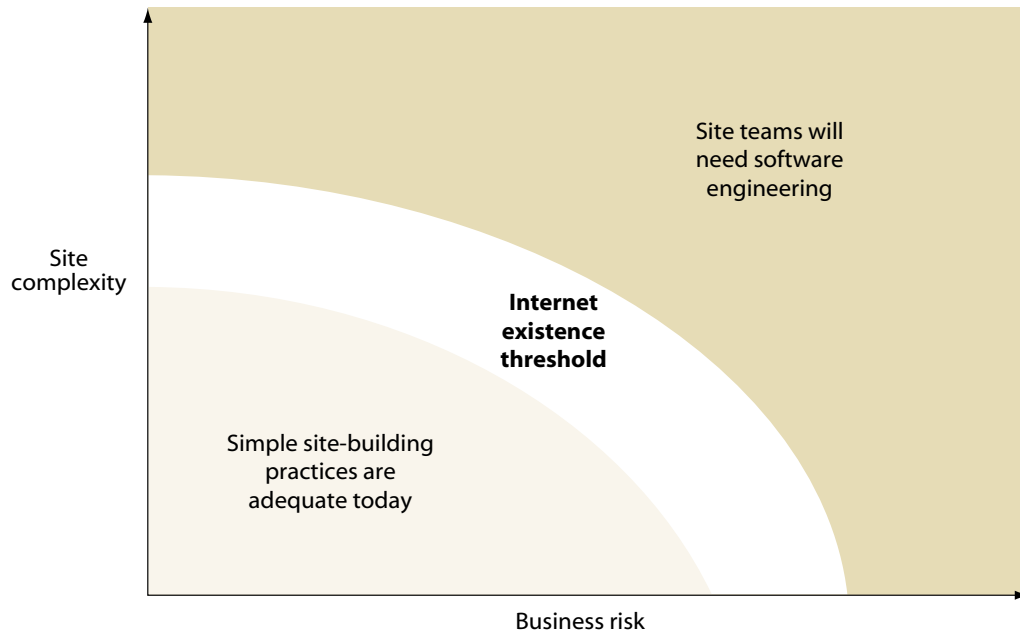 Site teams will
need software
engineering
Site
complexity
Internet
existence
threshold
Simple site-building
practices are
adequate today
Business risk